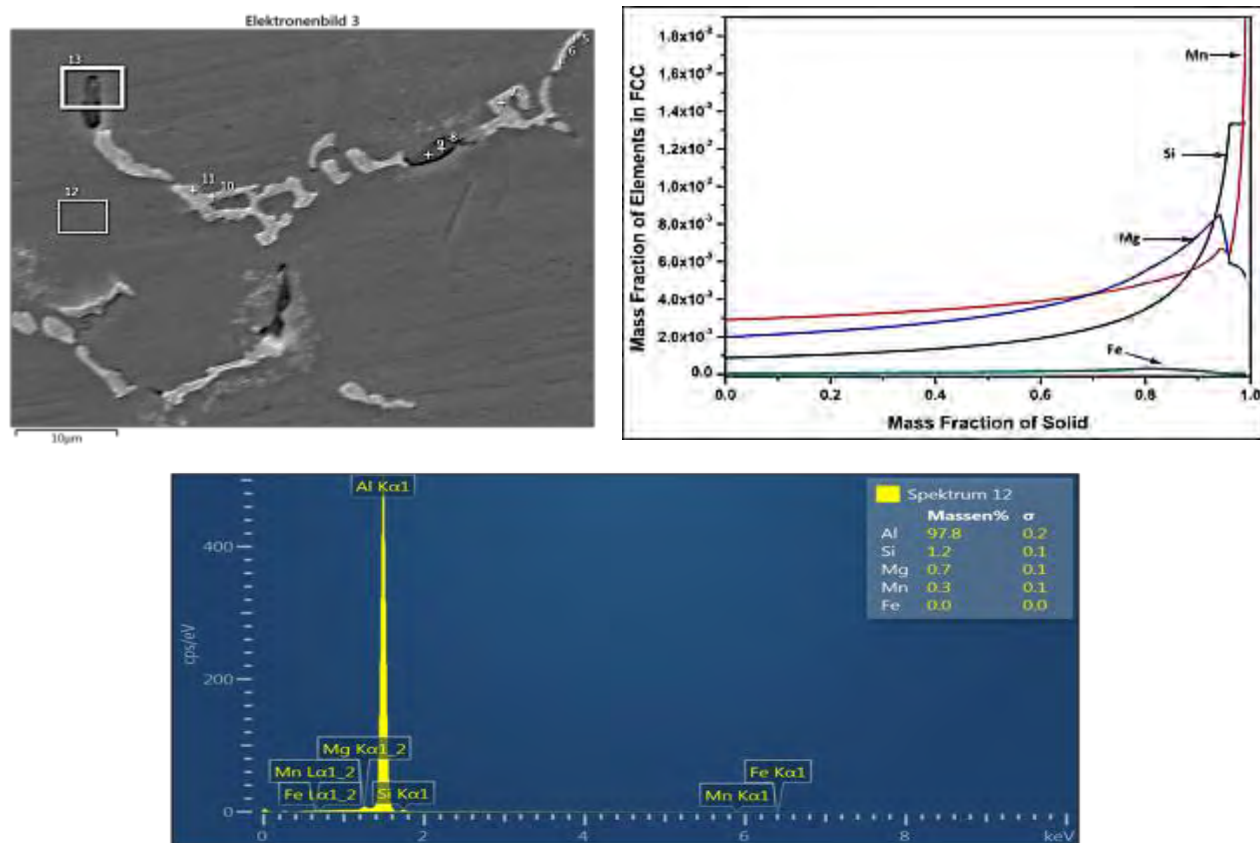 Elektronenbild 3
13
5
6
9 8
12
11
10
10µm
Mass Fraction of Elements in FCC
1.8x10⁻²
1.6x10⁻²
1.4x10⁻²
1.2x10⁻²
1.0x10⁻²
8.0x10⁻³
6.0x10⁻³
4.0x10⁻³
2.0x10⁻³
0.0
Mn
Si
Mg
Fe
0.0 0.2 0.4 0.6 0.8 1.0
Mass Fraction of Solid
Al Kα1
Spektrum 12
Massen% σ
Al 97.8 0.2
Si 1.2 0.1
Mg 0.7 0.1
Mn 0.3 0.1
Fe 0.0 0.0
cps/eV
400
200
0
Mg Kα1_2
Mn Lα1_2
Fe Lα1_2
Si Kα1
Fe Kα1
Mn Kα1
0 2 4 6 8 keV